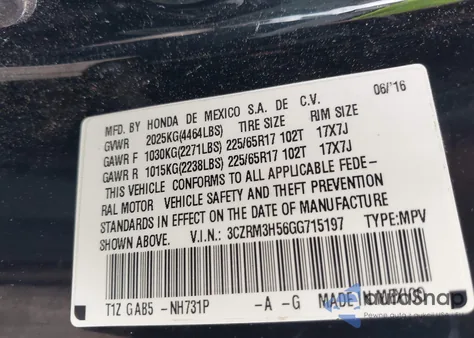 06/16
MFD. BY HONDA DE MEXICO S.A. DE C.V.
GVWR 2025KG(4464LBS) TIRE SIZE RIM SIZE
GAWR F 1030KG(2271LBS) 225/65R17 102T 17X7J
GAWR R 1015KG(2238LBS) 225/65R17 102T 17X7J
THIS VEHICLE CONFORMS TO ALL APPLICABLE FEDE-
RAL MOTOR VEHICLE SAFETY AND THEFT PREVENTION
STANDARDS IN EFFECT ON THE DATE OF MANUFACTURE
SHOWN ABOVE. V.I.N.: 3CZRM3H56GG715197 TYPE:MPV
T1Z GAB5 -NH731P -A -G MADE IN MEXICO
autoSnap